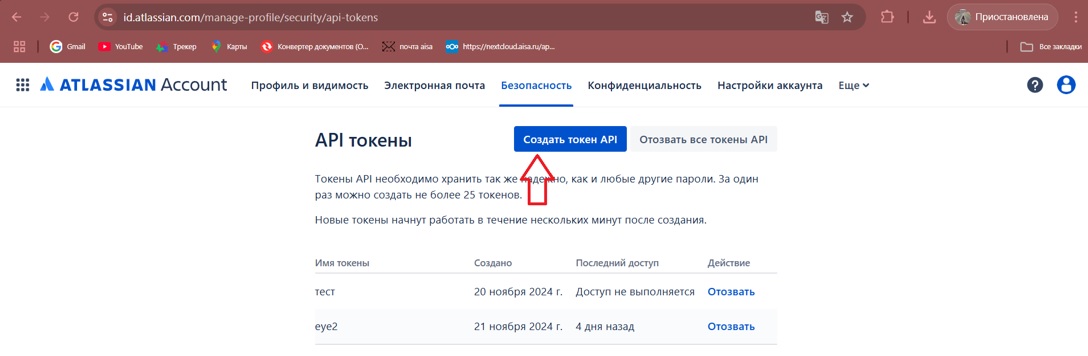 id.atlassian.com/manage-profile/security/api-tokens
Приостановлена
Gmail
YouTube
Трекер
Карты
Конвертер документов (О...
почта aisa
https://nextcloud.aisa.ru/ap...
Все закладки
ATLASSIAN Account
Профиль и видимость
Электронная почта
Безопасность
Конфиденциальность
Настройки аккаунта
Еще
API токены
Создать токен API
Отозвать все токены API
Токены API необходимо хранить так же надежно, как и любые другие пароли. За один
раз можно создать не более 25 токенов.
Новые токены начнут работать в течение нескольких минут после создания.
Имя токены Создано Последний доступ Действие
тест 20 ноября 2024 г. Доступ не выполняется Отозвать
eye2 21 ноября 2024 г. 4 дня назад Отозвать